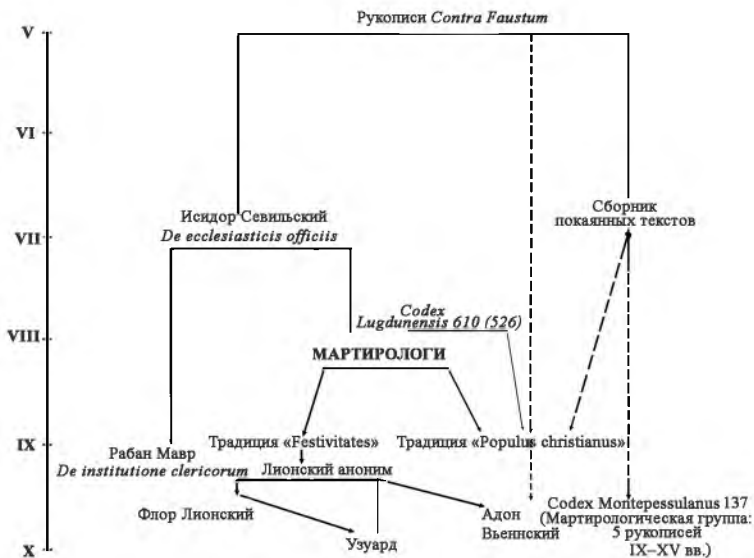 Рукописи Contra Faustum
V
VI
Исидор Севильский
De ecclesiasticis officiis
Сборник
покаянных текстов
VII
Codex
Lugdunensis 610 (526)
VIII
МАРТИРОЛОГИ
IX
Рабан Мавр
De institutione clericorum
Традиция «Festivitates»
Традиция «Populus christianus»
Лионский аноним
Флор Лионский
Узуард
Адон
Вьеннский
Codex Montepessulanus 137
(Мартирологическая группа:
5 рукописей
IX–XV вв.)
X